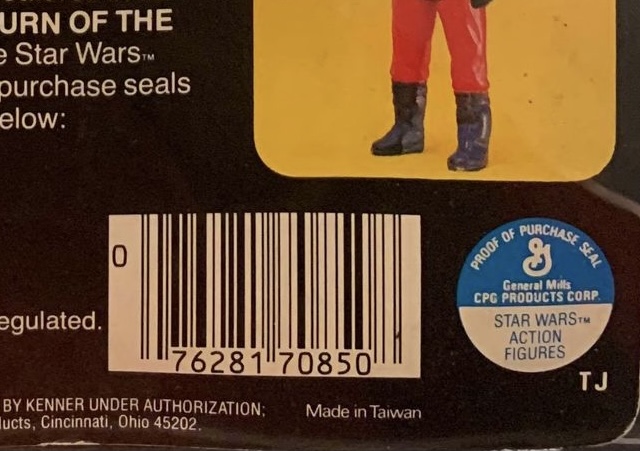 URN OF THE
e Star Wars™
purchase seals
elow:
0
76281 70850
PROOF OF PURCHASE SEAL
G
General Mills
CPG PRODUCTS CORP.
STAR WARS™
ACTION
FIGURES
TJ
egulated.
BY KENNER UNDER AUTHORIZATION;
ucts, Cincinnati, Ohio 45202.
Made in Taiwan